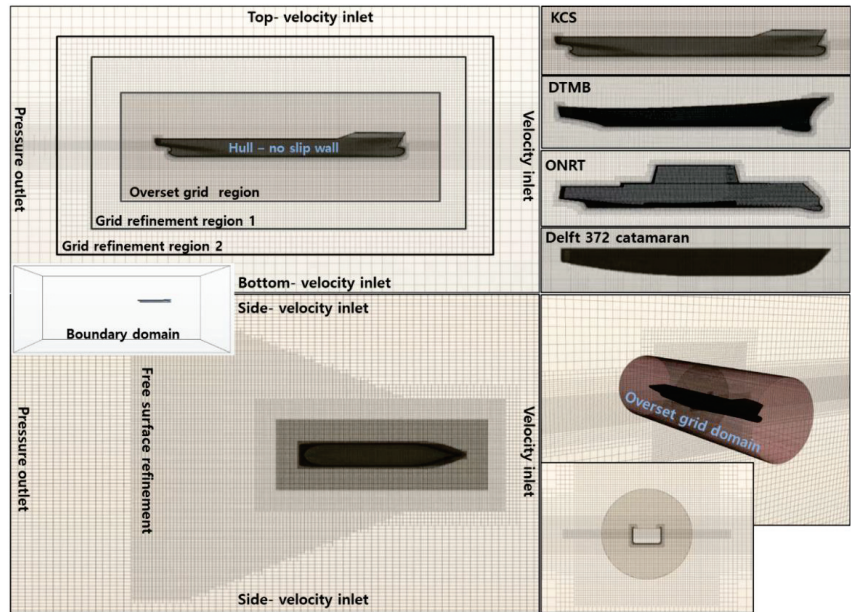 Top- velocity inlet
Pressure outlet
Hull – no slip wall
Velocity inlet
Overset grid region
Grid refinement region 1
Grid refinement region 2
Bottom- velocity inlet
KCS
DTMB
ONRT
Delft 372 catamaran
Boundary domain
Side- velocity inlet
Pressure outlet
Free surface refinement
Velocity inlet
Side- velocity inlet
Overset grid domain